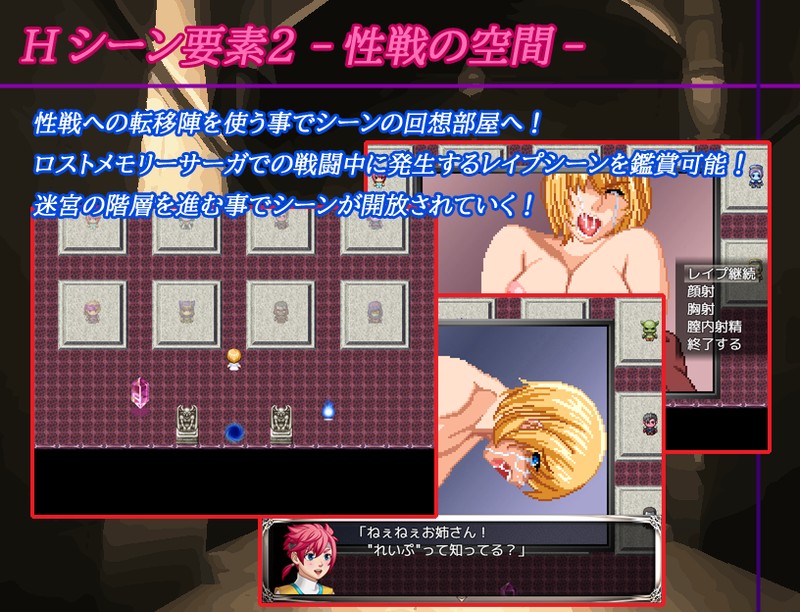 Hシーン要素2 －性戦の空間－
性戦への転移陣を使う事でシーンの回想部屋へ！
ロストメモリーサーガでの戦闘中に発生するレイプシーンを鑑賞可能！
迷宮の階層を進む事でシーンが開放されていく！
レイプ継続
顔射
胸射
膣内射精
終了する
「ねぇねぇお姉さん！
"れいぷ"って知ってる？」